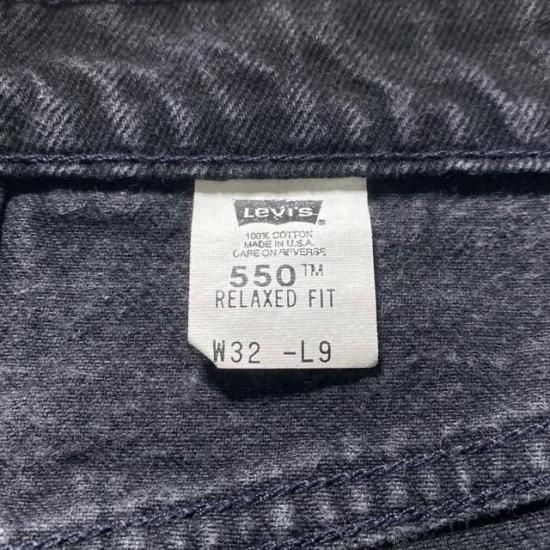 Levi's®
100% COTTON
MADE IN U.S.A.
CARE ON REVERSE
550™
RELAXED FIT
W32 -L9